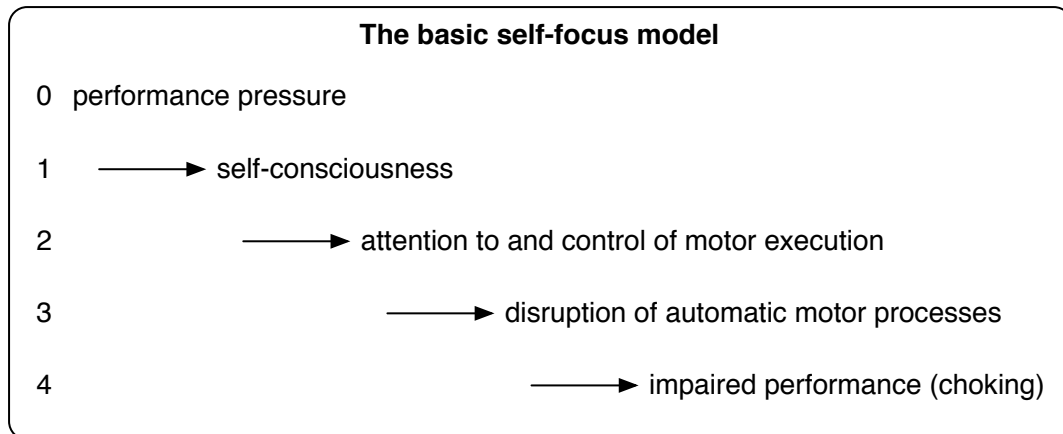 The basic self-focus model
0 performance pressure
1 self-consciousness
2 attention to and control of motor execution
3 disruption of automatic motor processes
4 impaired performance (choking)